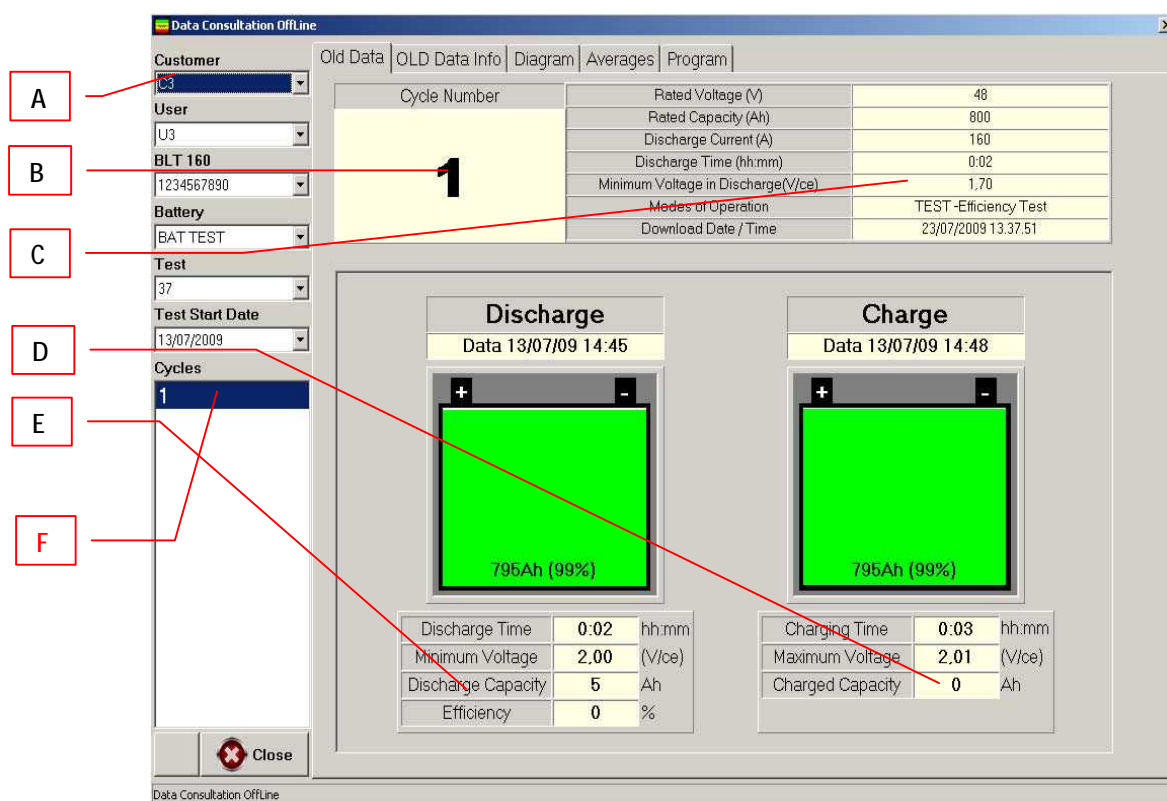 Data Consultation OffLine
Customer
C3
User
U3
BLT 160
1234567890
Battery
BAT TEST
Test
37
Test Start Date
13/07/2009
Cycles
1
Close
A
B
C
D
E
F
Old Data OLD Data Info Diagram Averages Program
Cycle Number
1
Rated Voltage (V) 48
Rated Capacity (Ah) 800
Discharge Current (A) 160
Discharge Time (hh:mm) 0:02
Minimum Voltage in Discharge(V/ce) 1,70
Modes of Operation TEST -Efficiency Test
Download Date / Time 23/07/2009 13.37.51
Discharge
Data 13/07/09 14:45
+ -
795Ah (99%)
Discharge Time 0:02 hh:mm
Minimum Voltage 2,00 (V/ce)
Discharge Capacity 5 Ah
Efficiency 0 %
Charge
Data 13/07/09 14:48
+ -
795Ah (99%)
Charging Time 0:03 hh:mm
Maximum Voltage 2,01 (V/ce)
Charged Capacity 0 Ah
Data Consultation OffLine